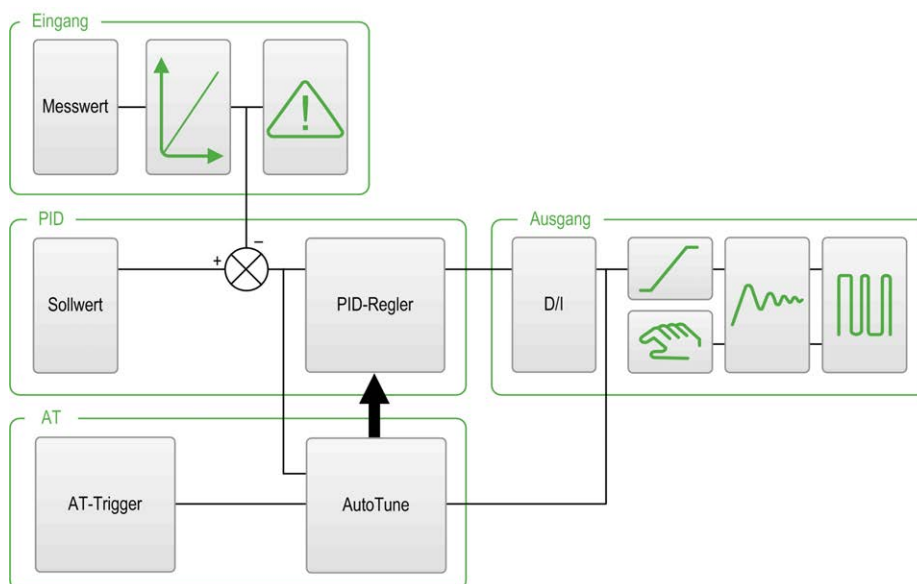 Eingang
Messwert
!
PID
Ausgang
–
+
Sollwert
PID-Regler
D/I
AT
AT-Trigger
AutoTune